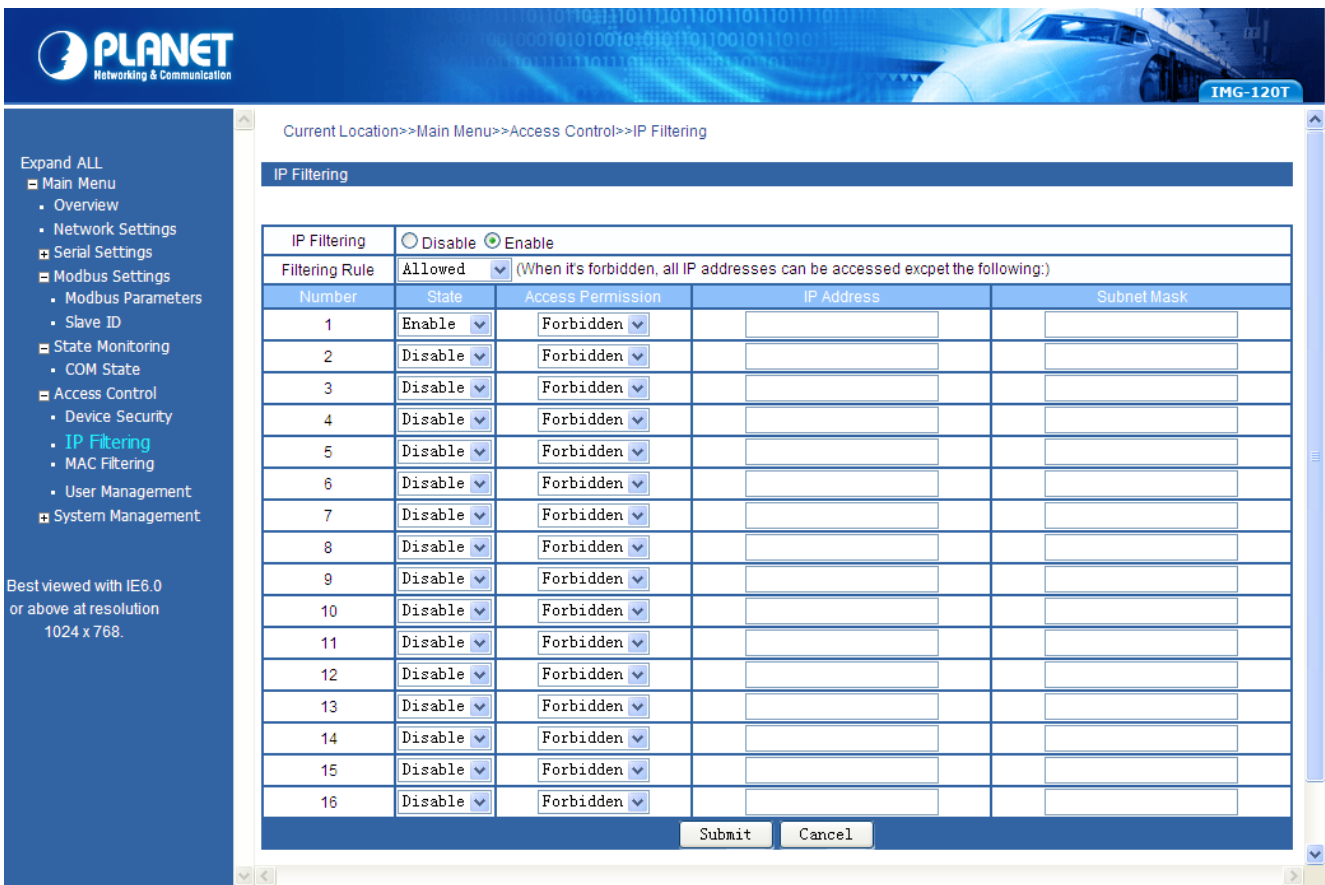 PLANET
Networking & Communication
IMG-120T
Expand ALL
Main Menu
Overview
Network Settings
Serial Settings
Modbus Settings
Modbus Parameters
Slave ID
State Monitoring
COM State
Access Control
Device Security
IP Filtering
MAC Filtering
User Management
System Management
Best viewed with IE6.0
or above at resolution
1024 x 768.
Current Location>>Main Menu>>Access Control>>IP Filtering
IP Filtering
IP Filtering Disable Enable
Filtering Rule Allowed (When it's forbidden, all IP addresses can be accessed excpet the following:)
Number State Access Permission IP Address Subnet Mask
1 Enable Forbidden
2 Disable Forbidden
3 Disable Forbidden
4 Disable Forbidden
5 Disable Forbidden
6 Disable Forbidden
7 Disable Forbidden
8 Disable Forbidden
9 Disable Forbidden
10 Disable Forbidden
11 Disable Forbidden
12 Disable Forbidden
13 Disable Forbidden
14 Disable Forbidden
15 Disable Forbidden
16 Disable Forbidden
Submit Cancel